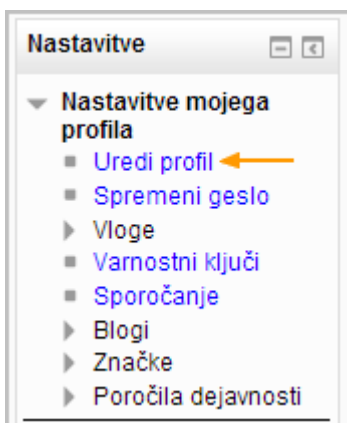 Nastavitve
Nastavitve mojega
profila
Uredi profil
Spremeni geslo
Vloge
Varnostni ključi
Sporočanje
Blogi
Značke
Poročila dejavnosti